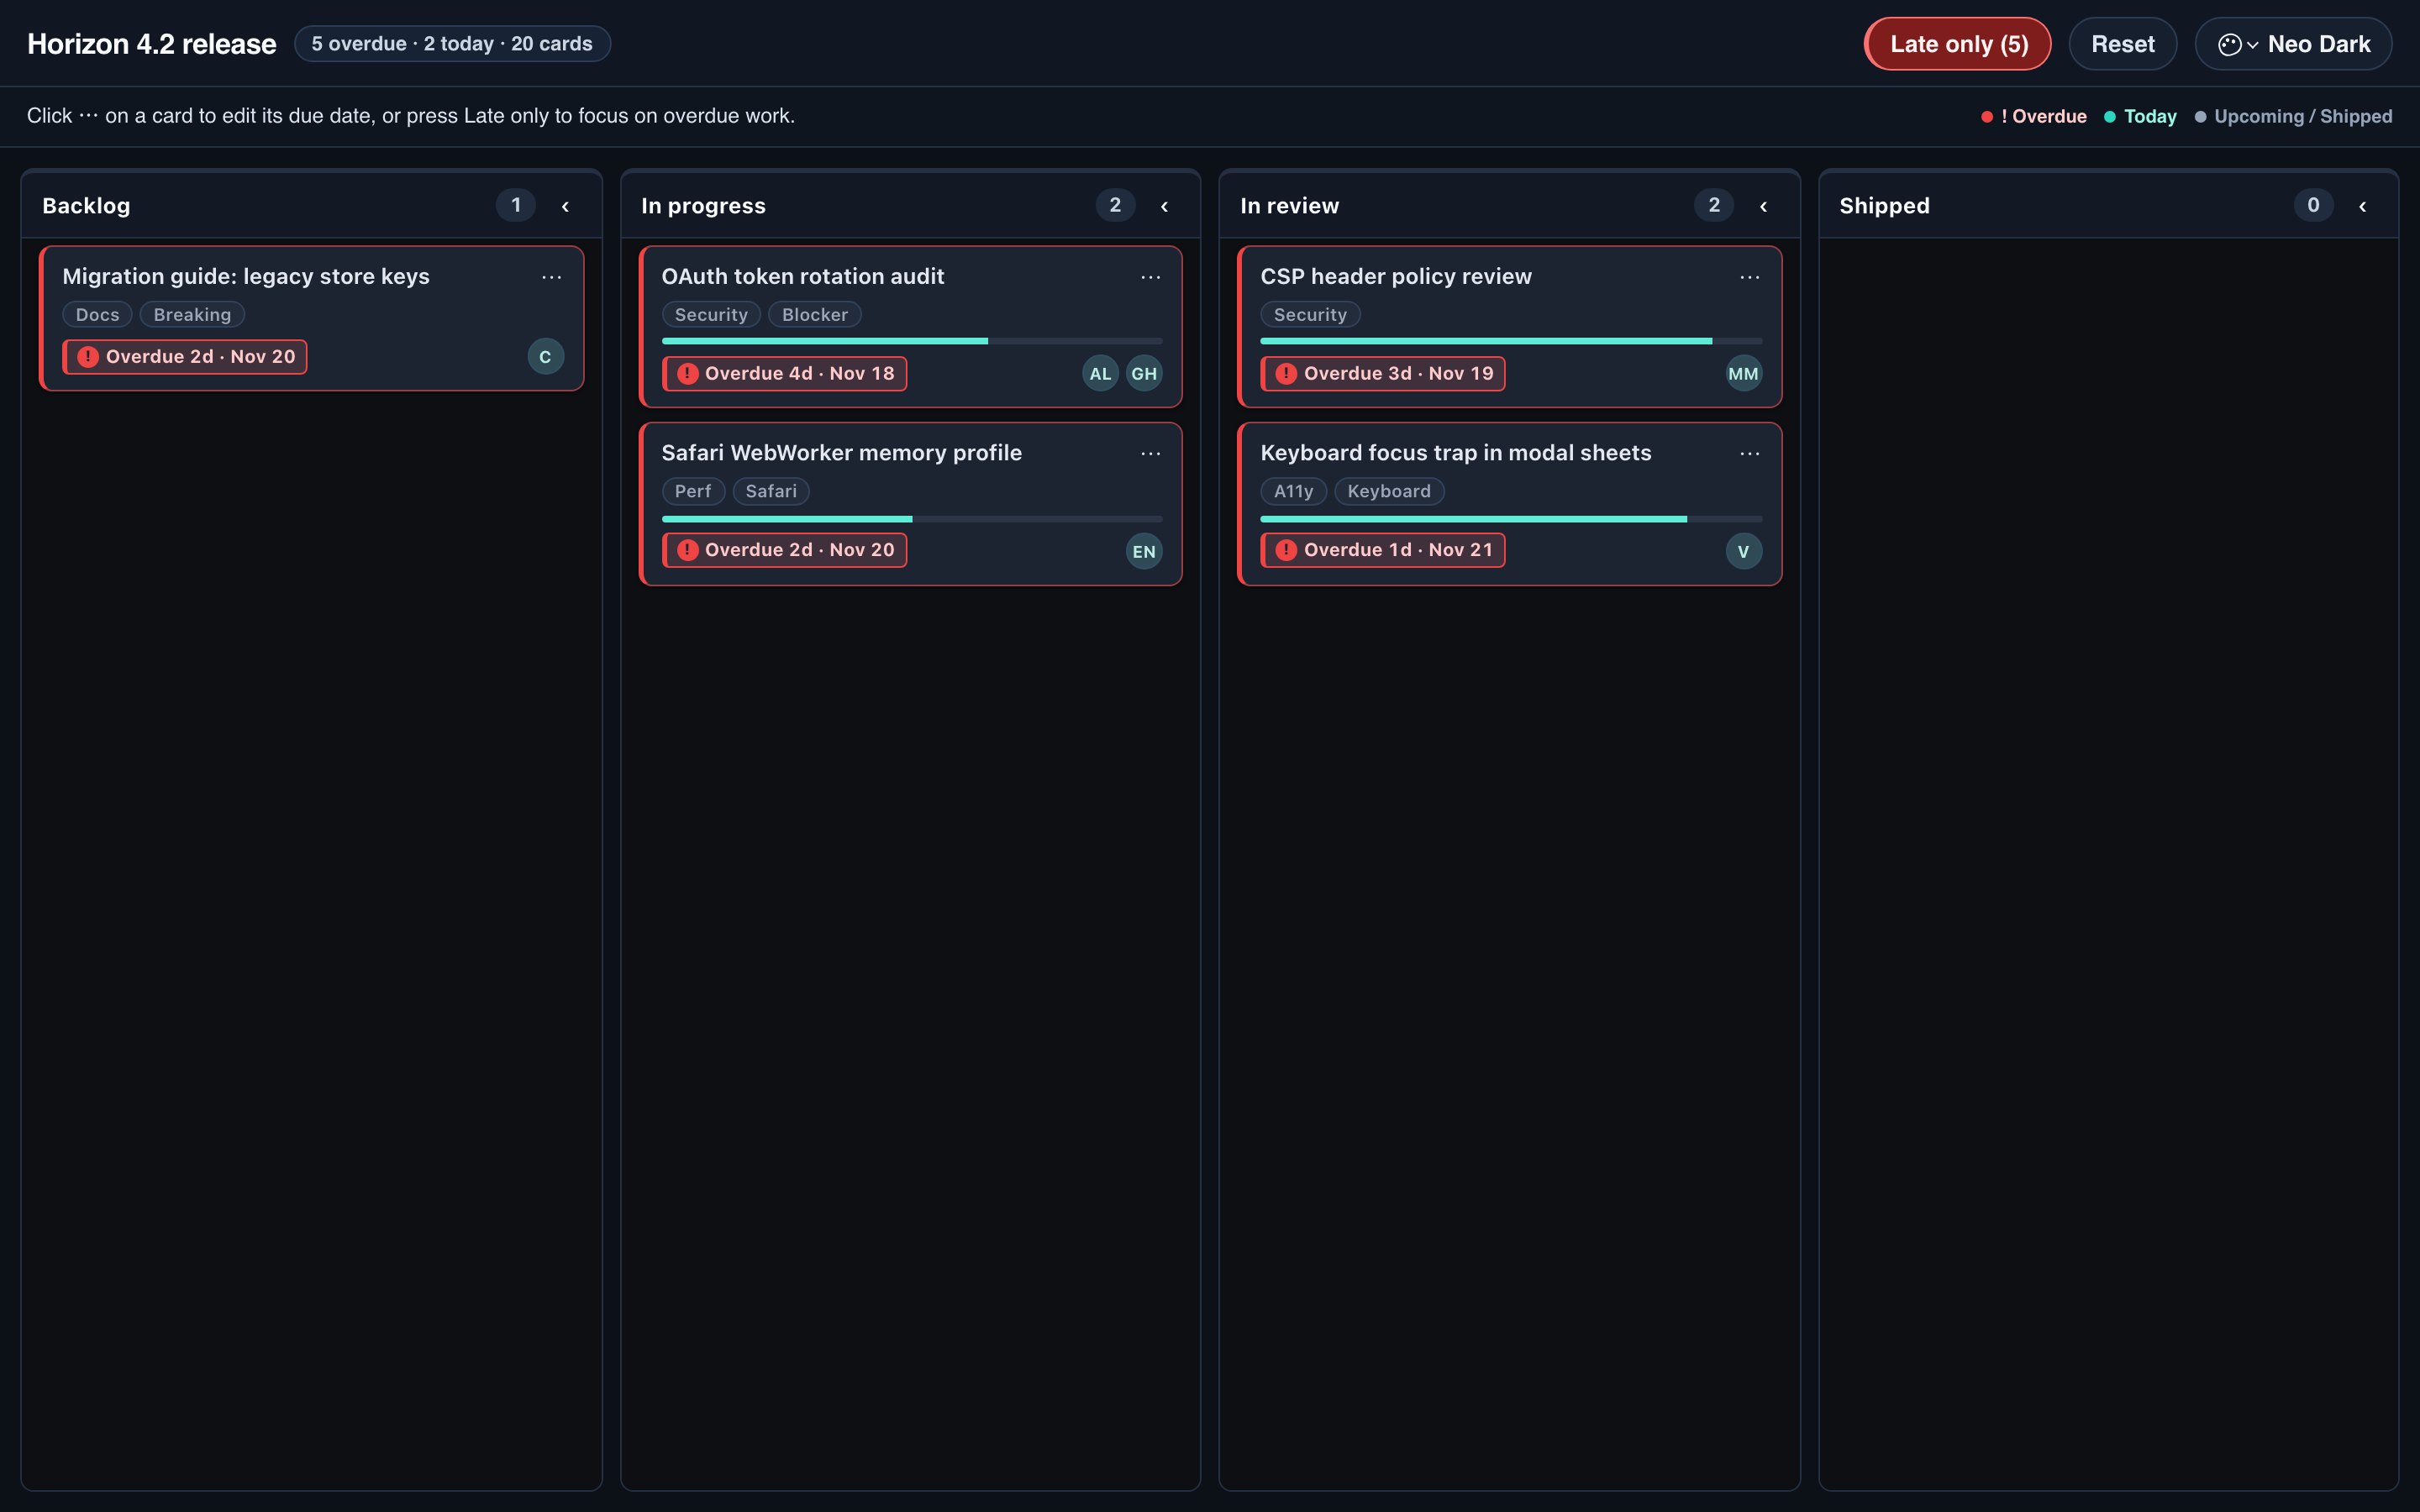 Horizon 4.2 release
5 overdue · 2 today · 20 cards
Late only (5)
Reset
Neo Dark
Click ··· on a card to edit its due date, or press Late only to focus on overdue work.
! Overdue
Today
Upcoming / Shipped
Backlog
1
Migration guide: legacy store keys
Docs
Breaking
! Overdue 2d · Nov 20
C
In progress
2
OAuth token rotation audit
Security
Blocker
! Overdue 4d · Nov 18
AL
GH
Safari WebWorker memory profile
Perf
Safari
! Overdue 2d · Nov 20
EN
In review
2
CSP header policy review
Security
! Overdue 3d · Nov 19
MM
Keyboard focus trap in modal sheets
A11y
Keyboard
! Overdue 1d · Nov 21
V
Shipped
0